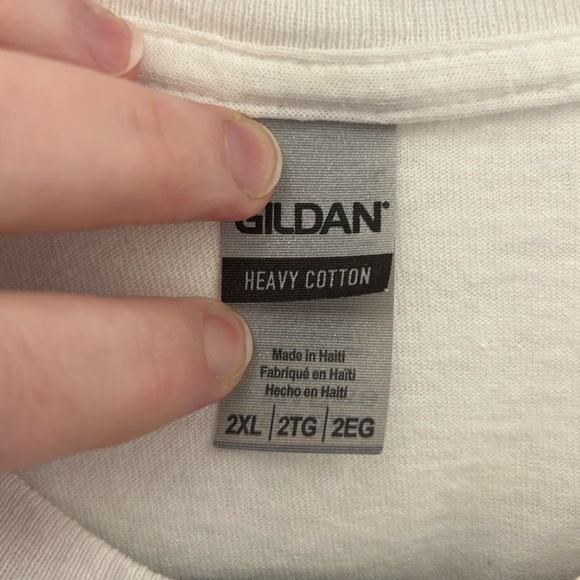 GILDAN®
HEAVY COTTON
Made in Haiti
Fabriqué en Haïti
Hecho en Haití
2XL | 2TG | 2EG